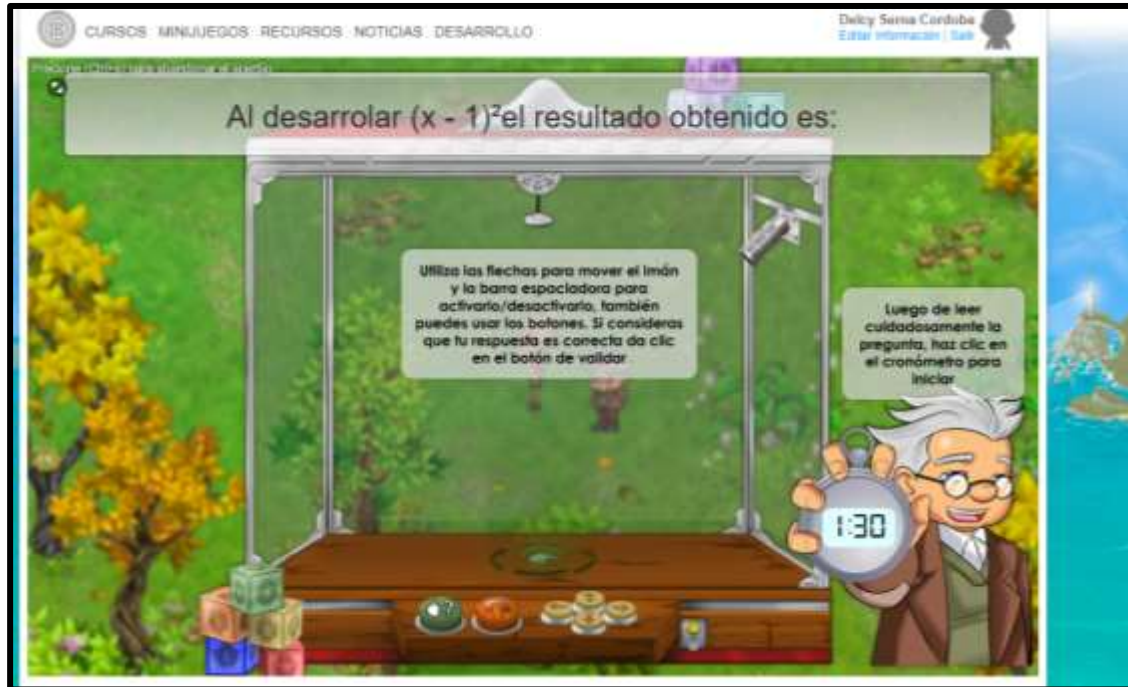 CURSOS MINIJUEGOS RECURSOS NOTICIAS DESARROLLO
Delcy Serna Cordoba
Editar información | Salir
Al desarrolar (x - 1)²el resultado obtenido es:
Utiliza las flechas para mover el imán
y la barra espaciadora para
activarlo/desactivarlo, también
puedes usar los botones. Si consideras
que tu respuesta es correcta da clic
en el botón de validar
Luego de leer
cuidadosamente la
pregunta, haz clic en
el cronómetro para
iniciar
1:30